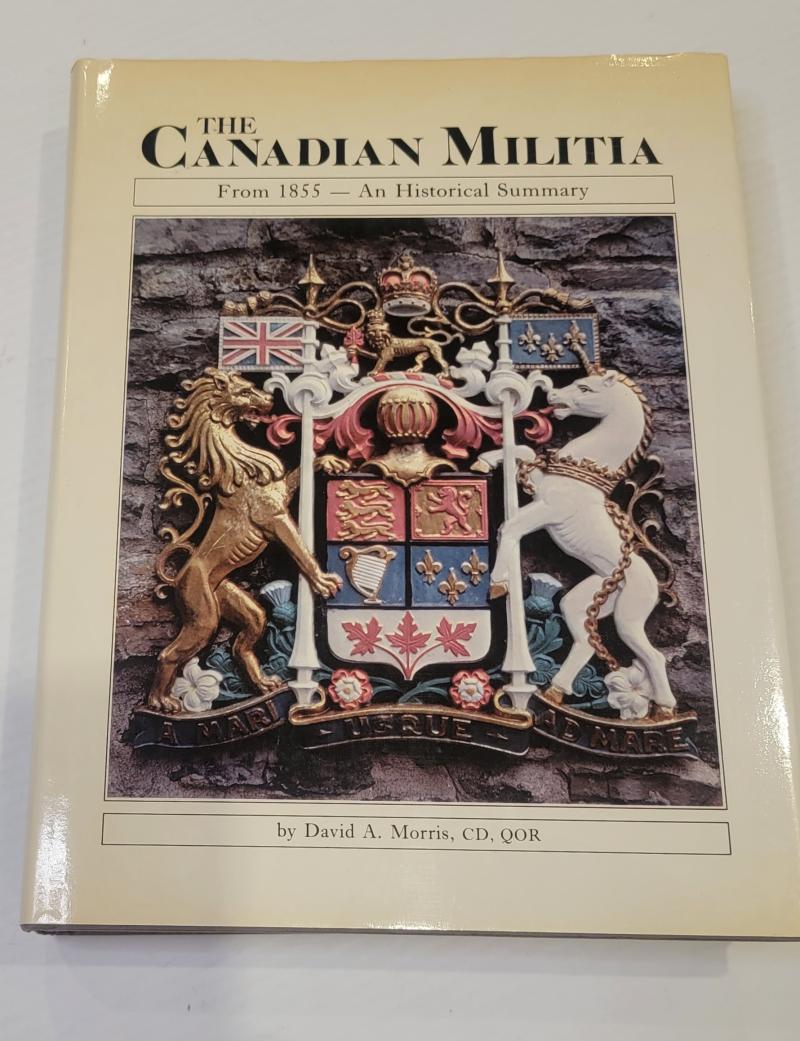 THE
CANADIAN MILITIA
From 1855 — An Historical Summary
A MARI USQUE AD MARE
by David A. Morris, CD, QOR